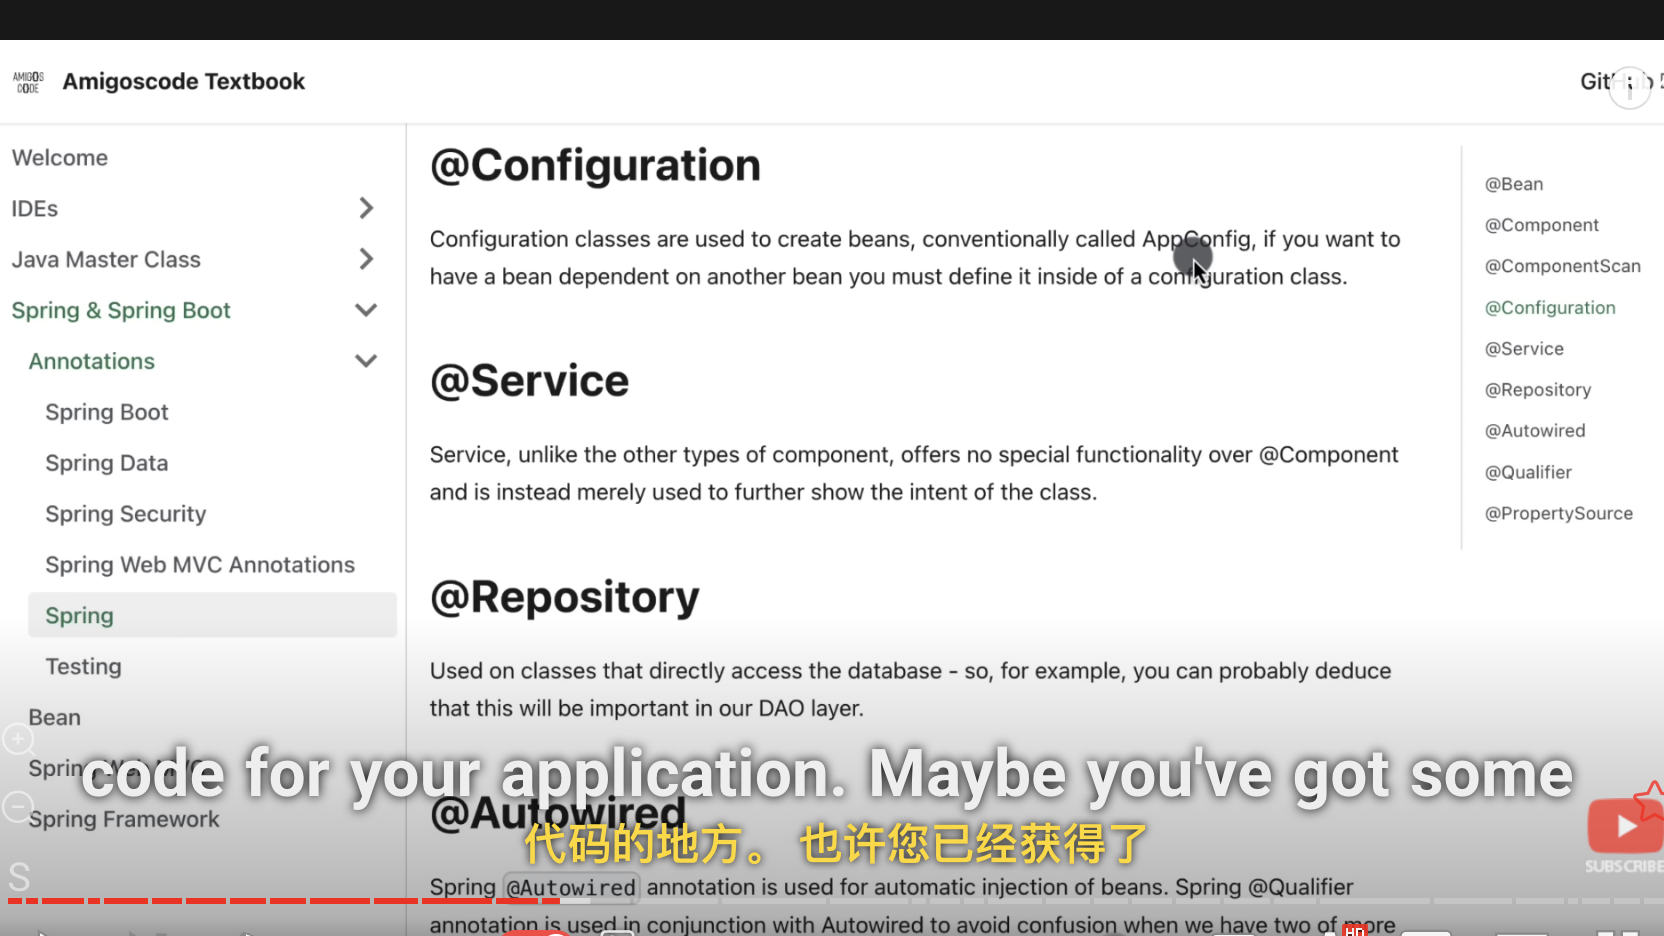 AMIGOS
CODE
Amigoscode Textbook
Welcome
IDEs
Java Master Class
Spring & Spring Boot
Annotations
Spring Boot
Spring Data
Spring Security
Spring Web MVC Annotations
Spring
Testing
Bean
Spring Web MVC
Spring Framework
S
@Configuration
Configuration classes are used to create beans, conventionally called AppConfig, if you want to
have a bean dependent on another bean you must define it inside of a configuration class.
@Service
Service, unlike the other types of component, offers no special functionality over @Component
and is instead merely used to further show the intent of the class.
@Repository
Used on classes that directly access the database - so, for example, you can probably deduce
that this will be important in our DAO layer.
@Autowired
Spring @Autowired annotation is used for automatic injection of beans. Spring @Qualifier
annotation is used in conjunction with Autowired to avoid confusion when we have two of more
code for your application. Maybe you've got some
代码的地方。 也许您已经获得了
GitHub
@Bean
@Component
@ComponentScan
@Configuration
@Service
@Repository
@Autowired
@Qualifier
@PropertySource
SUBSCRIBE
HD